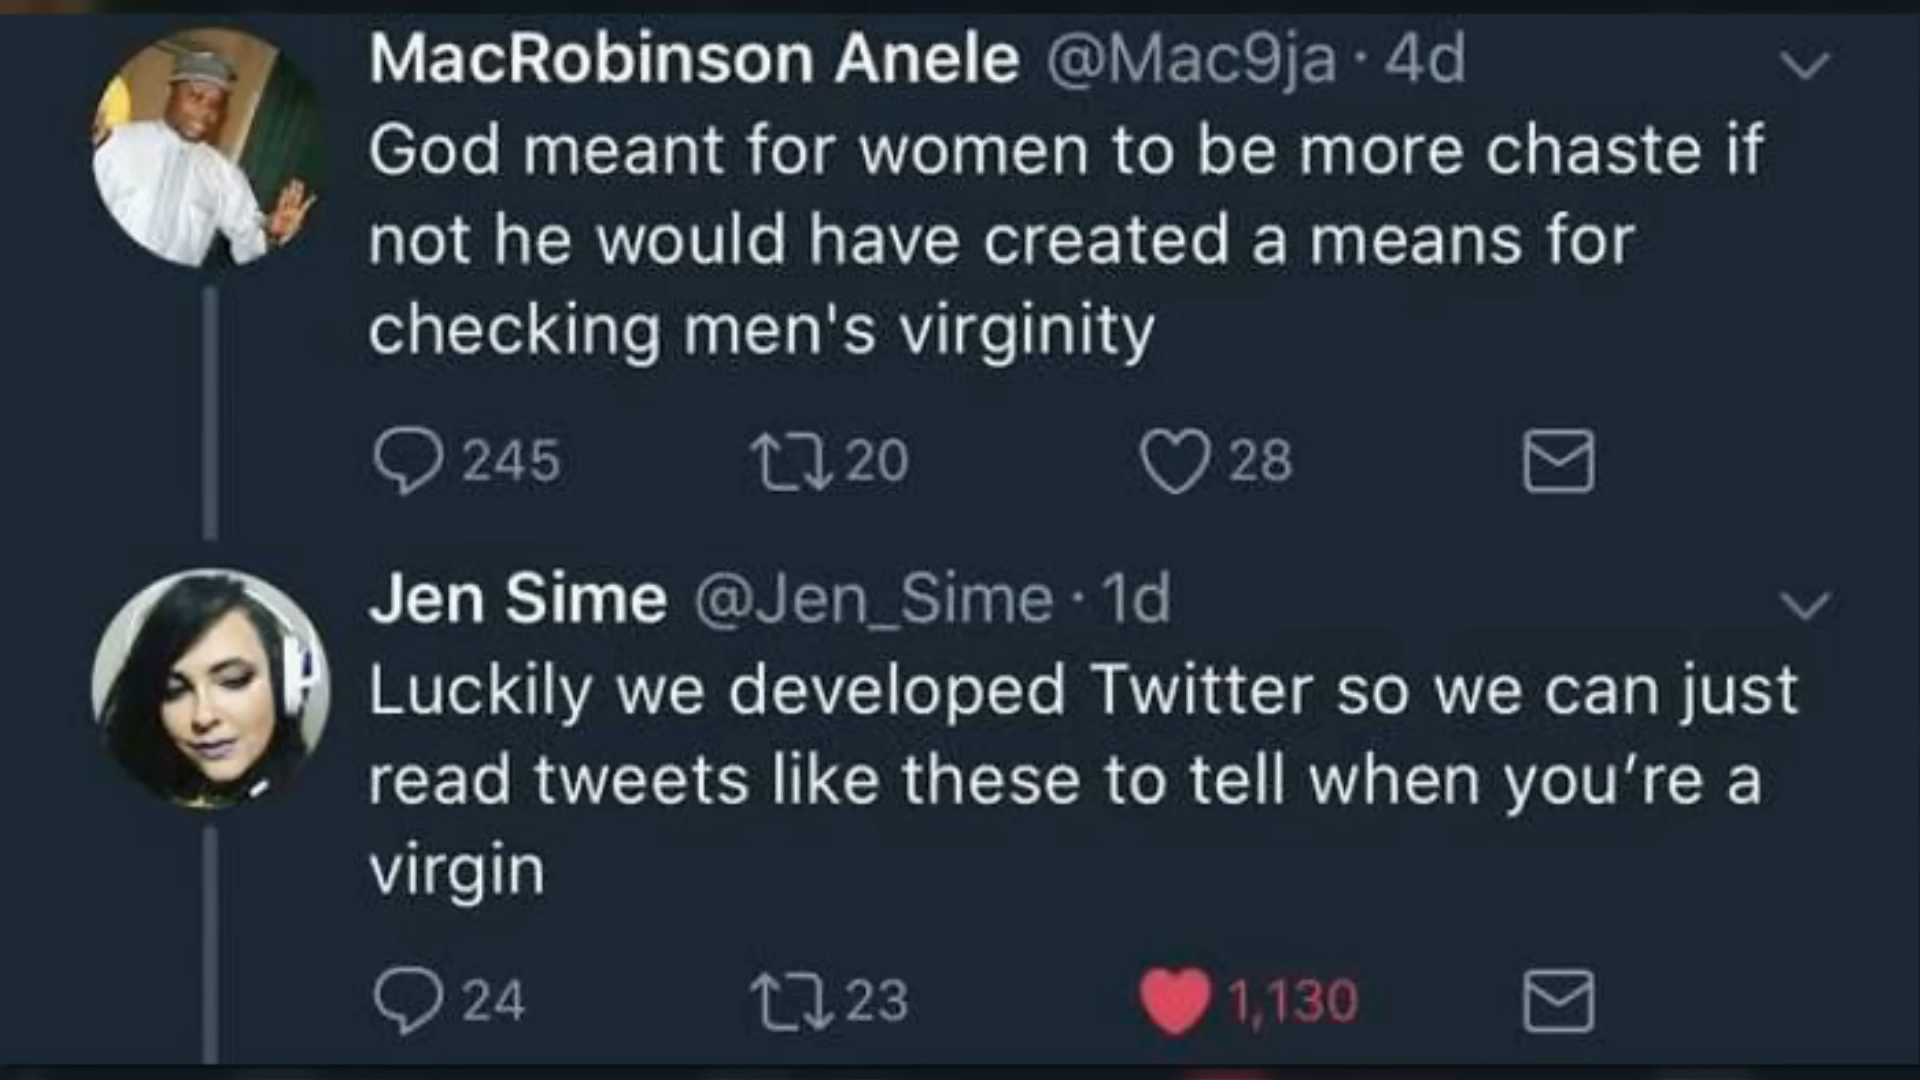 MacRobinson Anele @Mac9ja · 4d
God meant for women to be more chaste if
not he would have created a means for
checking men's virginity
245 20 28
Jen Sime @Jen_Sime · 1d
Luckily we developed Twitter so we can just
read tweets like these to tell when you’re a
virgin
24 23 1,130